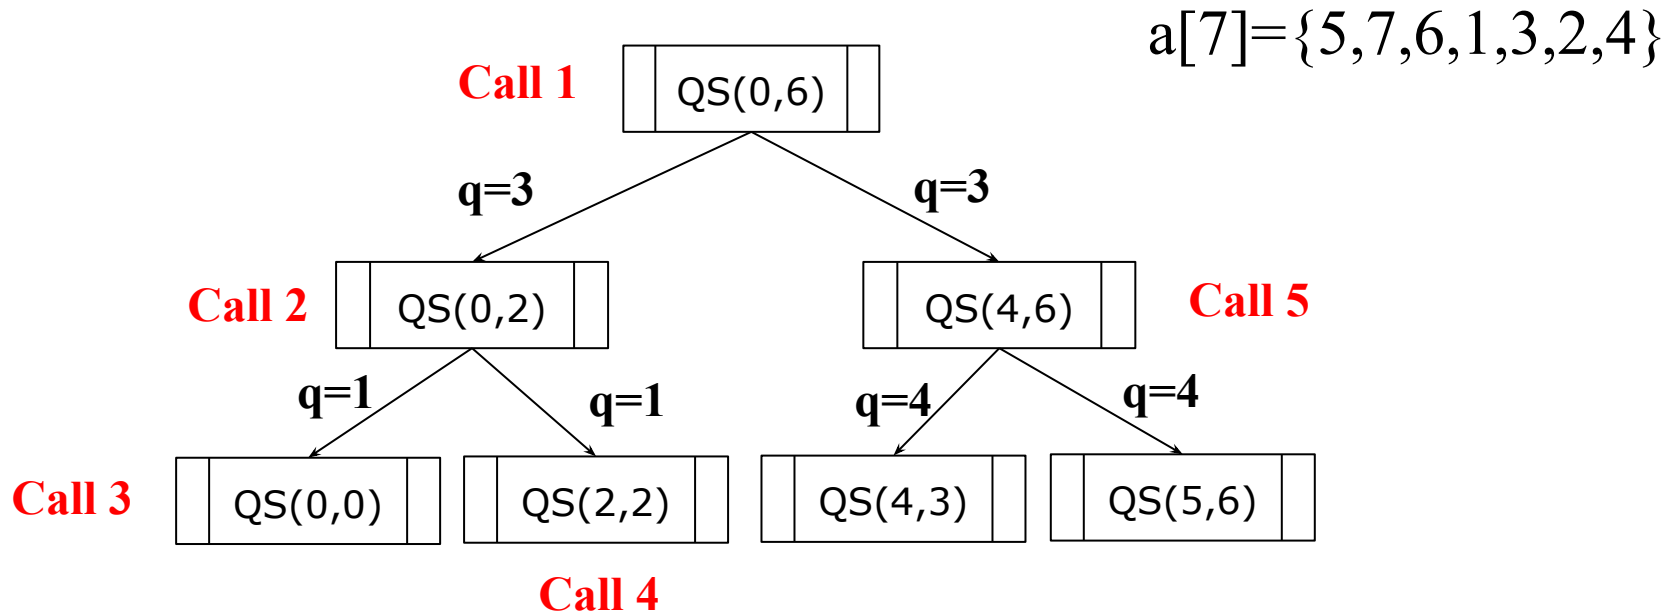 a[7]={5,7,6,1,3,2,4}
Call 1
QS(0,6)
q=3
q=3
Call 2
QS(0,2)
QS(4,6)
Call 5
q=1
q=1
q=4
q=4
Call 3
QS(0,0)
QS(2,2)
QS(4,3)
QS(5,6)
Call 4